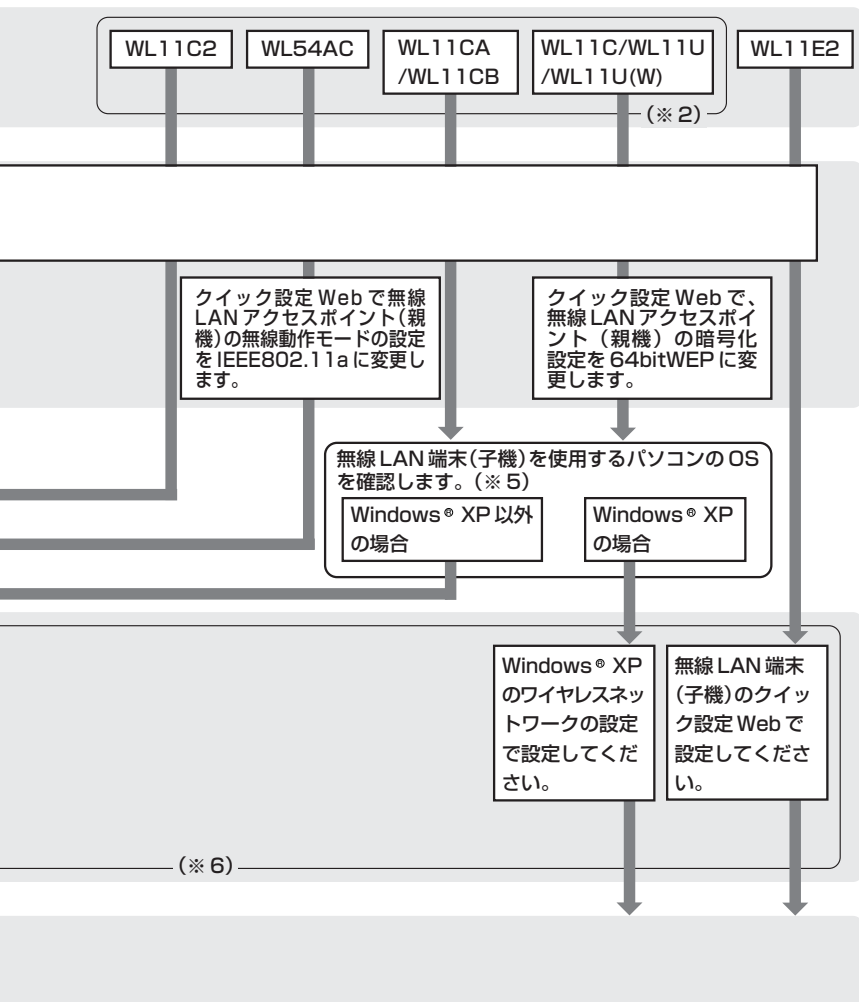 WL11C2
WL54AC
WL11CA
/WL11CB
WL11C/WL11U
/WL11U(W)
WL11E2
(※2)
クイック設定Webで無線
LANアクセスポイント(親
機)の無線動作モードの設定
をIEEE802.11aに変更し
ます。
クイック設定Webで、
無線LANアクセスポイ
ント(親機)の暗号化
設定を64bitWEPに変
更します。
無線LAN端末(子機)を使用するパソコンのOS
を確認します。(※5)
Windows® XP以外
の場合
Windows® XP
の場合
Windows® XP
のワイヤレスネッ
トワークの設定
で設定してくだ
さい。
無線LAN端末
(子機)のクイッ
ク設定Webで
設定してくださ
い。
(※6)